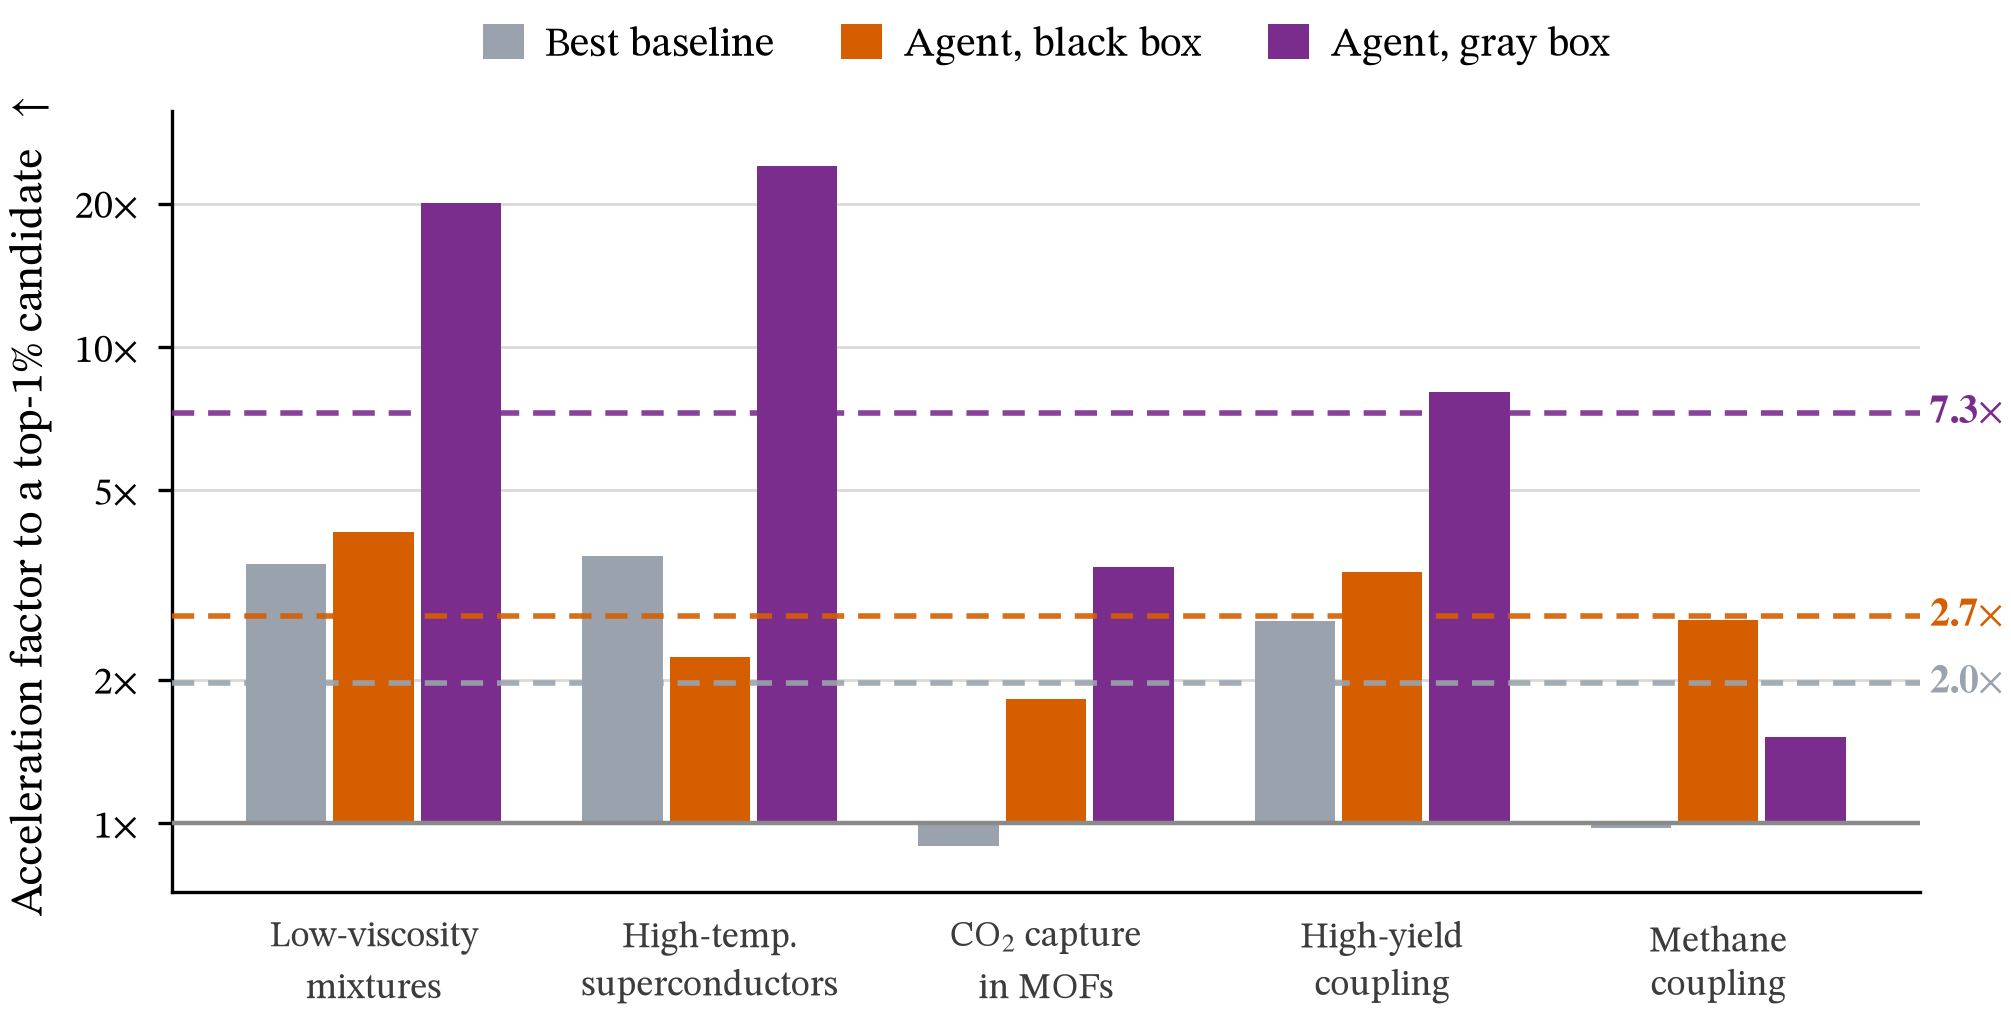 Best baseline
Agent, black box
Agent, gray box
Acceleration factor to a top-1% candidate ↑
20×
10×
5×
2×
1×
7.3×
2.7×
2.0×
Low-viscosity
mixtures
High-temp.
superconductors
CO₂ capture
in MOFs
High-yield
coupling
Methane
coupling